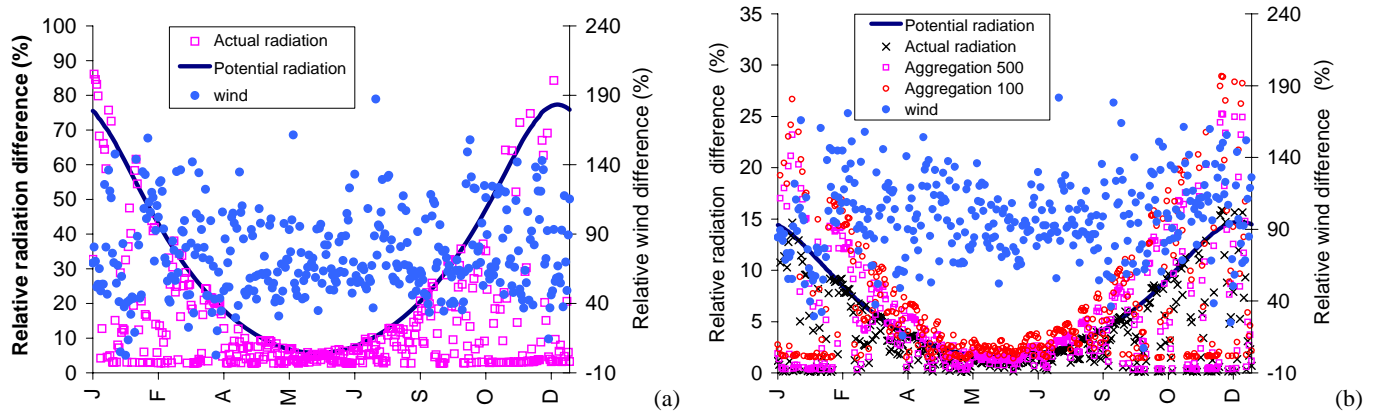 Relative radiation difference (%)
100
90
80
70
60
50
40
30
20
10
0
Actual radiation
Potential radiation
wind
240
190
140
90
40
-10
Relative wind difference (%)
J F M A M J J A S O N D
(a)
Relative radiation difference (%)
35
30
25
20
15
10
5
0
Potential radiation
Actual radiation
Aggregation 500
Aggregation 100
wind
240
190
140
90
40
-10
Relative wind difference (%)
J F A M J S O D
(b)